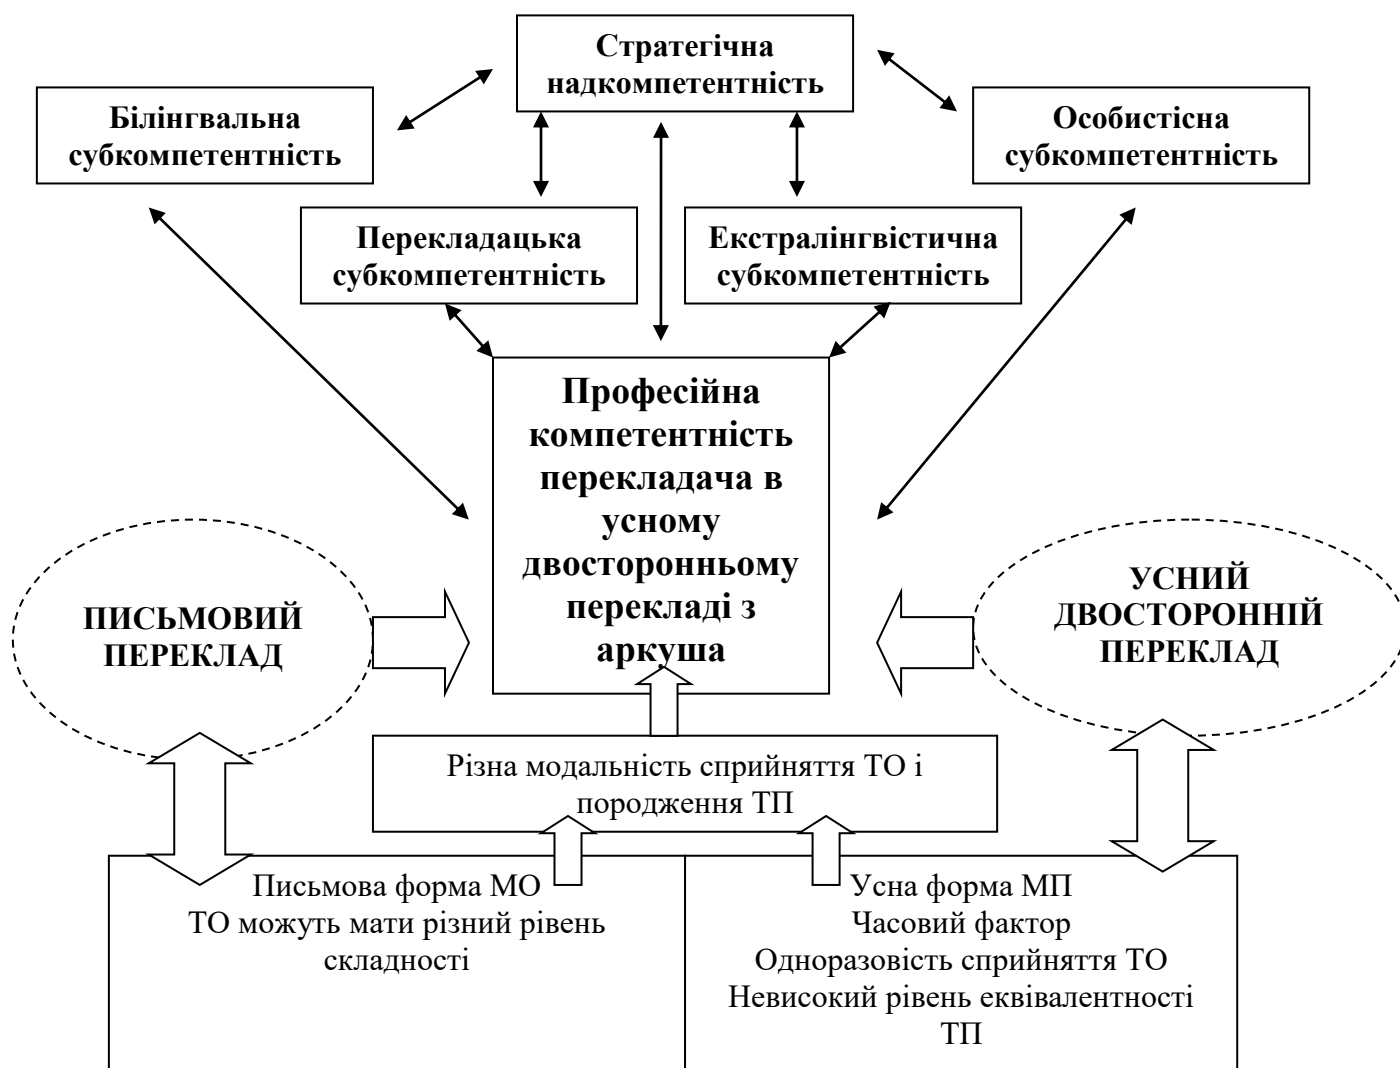 Стратегічна
надкомпетентність
Білінгвальна
субкомпетентність
Особистісна
субкомпетентність
Перекладацька
субкомпетентність
Екстралінгвістична
субкомпетентність
Професійна
компетентність
перекладача в
усному
двосторонньому
перекладі з
аркуша
ПИСЬМОВИЙ
ПЕРЕКЛАД
УСНИЙ
ДВОСТОРОННІЙ
ПЕРЕКЛАД
Різна модальність сприйняття ТО і
породження ТП
Письмова форма МО
ТО можуть мати різний рівень
складності
Усна форма МП
Часовий фактор
Одноразовість сприйняття ТО
Невисокий рівень еквівалентності
ТП